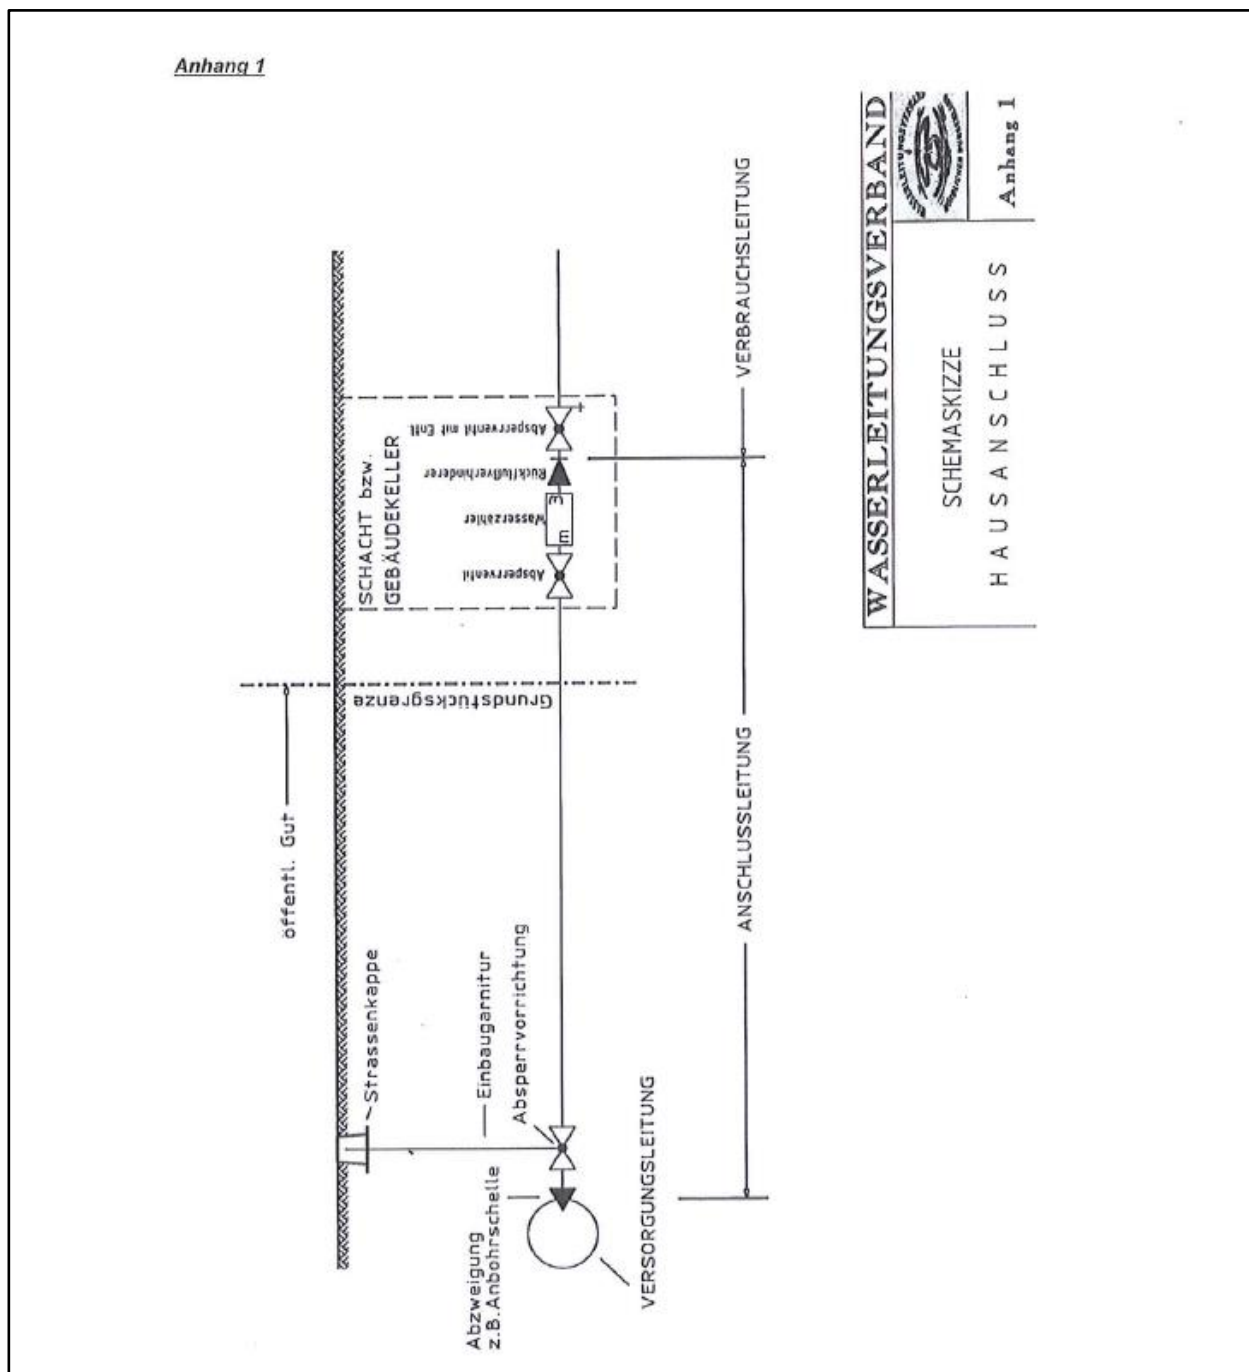 Anhang 1
öffentl. Gut
Strassenkappe
Einbaugarnitur
Absperrvorrichtung
Abzweigung
z.B. Anbohrschelle
VERSORGUNGSLEITUNG
Grundstücksgrenze
SCHACHT bzw.
GEBÄUDEKELLER
Absperrventil
Wasserzähler
Rückflußverhinderer
Absperrventil mit Entl.
m
3
ANSCHLUSSLEITUNG
VERBRAUCHSLEITUNG
WASSERLEITUNGSVERBAND
SCHEMASKIZZE
HAUSANSCHLUSS
Anhang 1